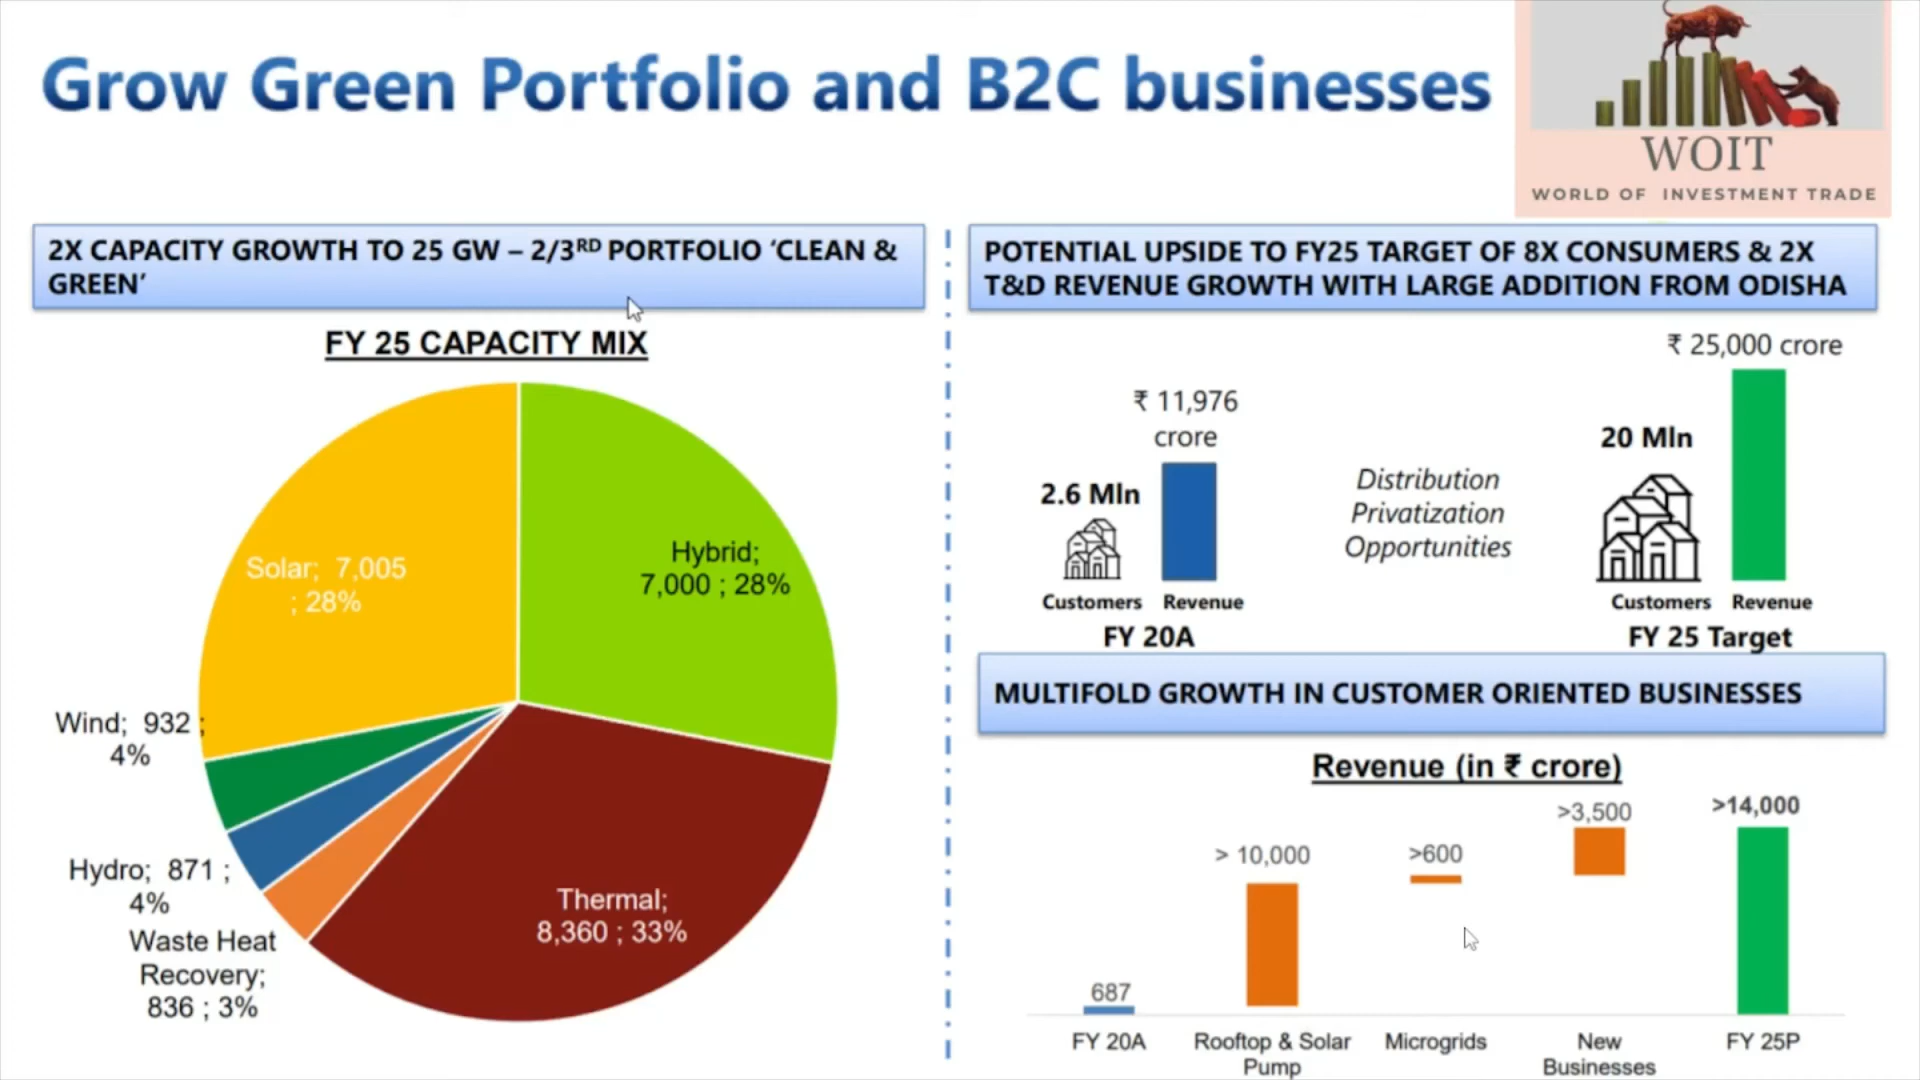 Grow Green Portfolio and B2C businesses
WOIT
WORLD OF INVESTMENT TRADE
2X CAPACITY GROWTH TO 25 GW – 2/3RD PORTFOLIO ‘CLEAN &
GREEN’
FY 25 CAPACITY MIX
Hybrid;
7,000 ; 28%
Solar; 7,005
; 28%
Wind; 932 ;
4%
Hydro; 871 ;
4%
Waste Heat
Recovery;
836 ; 3%
Thermal;
8,360 ; 33%
POTENTIAL UPSIDE TO FY25 TARGET OF 8X CONSUMERS & 2X
T&D REVENUE GROWTH WITH LARGE ADDITION FROM ODISHA
₹ 25,000 crore
₹ 11,976
crore
20 Mln
2.6 Mln
Distribution
Privatization
Opportunities
Customers Revenue
FY 20A
Customers Revenue
FY 25 Target
MULTIFOLD GROWTH IN CUSTOMER ORIENTED BUSINESSES
Revenue (in ₹ crore)
687
> 10,000
>600
>3,500
>14,000
FY 20A
Rooftop & Solar
Pump
Microgrids
New
Businesses
FY 25P